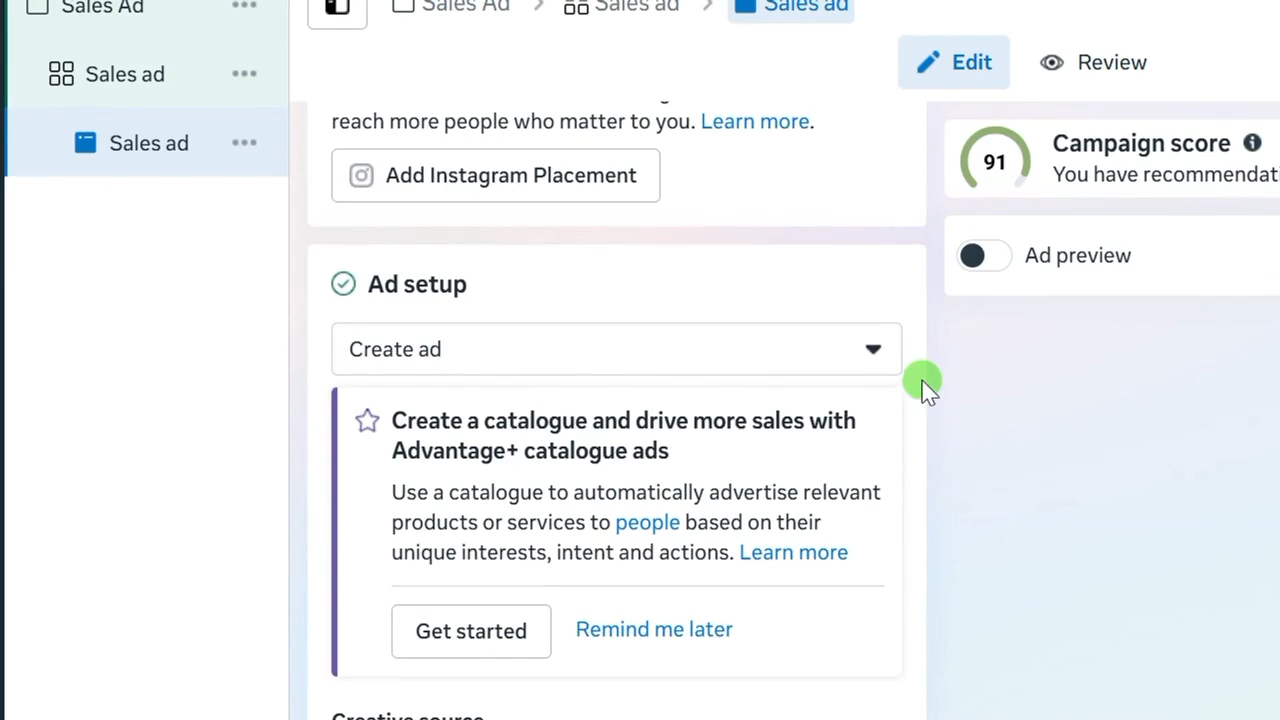 Sales Ad
Sales Ad > Sales ad > Sales ad
Sales ad
Edit
Review
Sales ad
reach more people who matter to you. Learn more.
Add Instagram Placement
91
Campaign score
You have recommendati
Ad preview
Ad setup
Create ad
Create a catalogue and drive more sales with
Advantage+ catalogue ads
Use a catalogue to automatically advertise relevant
products or services to people based on their
unique interests, intent and actions. Learn more
Get started
Remind me later
Creative source